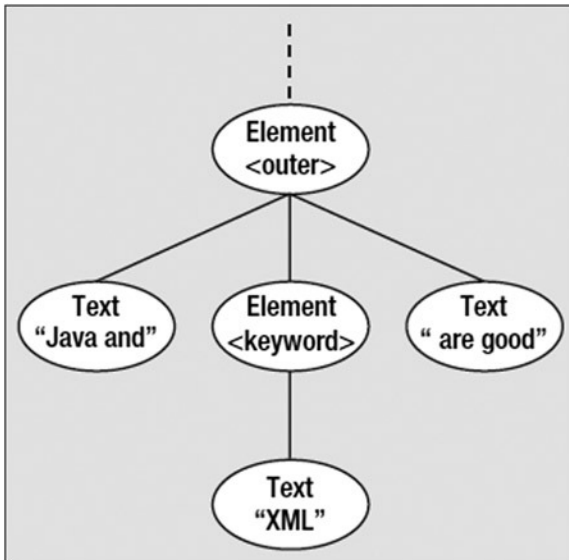 Element
<outer>
Text
“Java and”
Element
<keyword>
Text
“ are good”
Text
“XML”